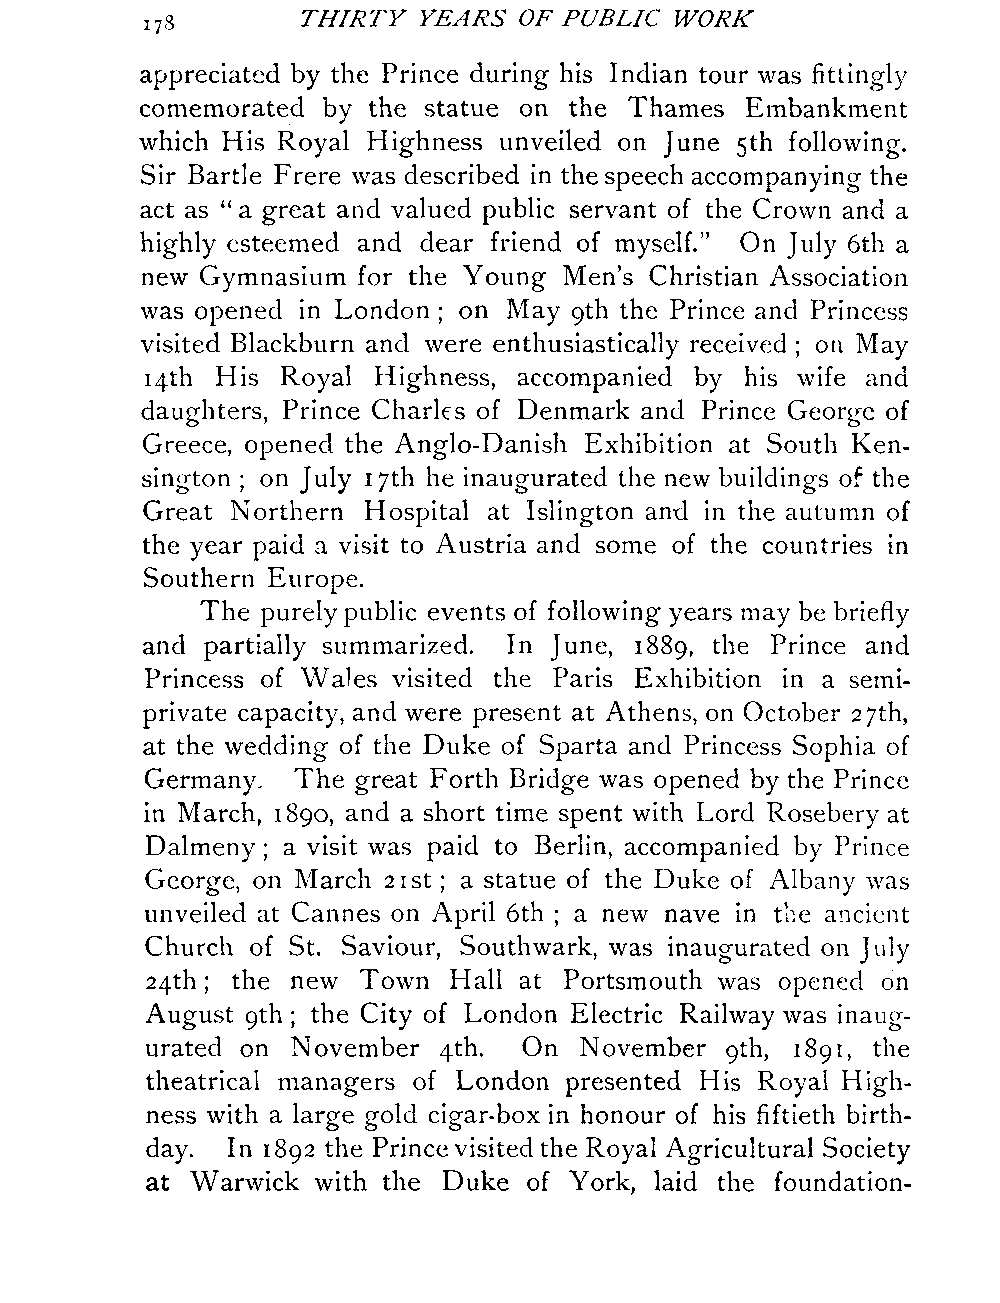 178 THIRTY YEARS OF PUBLIC WORK
appreciated by the Prince during his Indian tour was fittingly
comemorated by the statue on the Thames Embankment
which His Royal Highness unveiled on June 5th following.
Sir Bartle Frere was described in the speech accompanying the
act as "a great and valued public servant of the Crown and a
highly esteemed and dear friend of myself." On July 6th a
new Gymnasium for the Young Men's Christian Association
was opened in London ; on May 9th the Prince and Princess
visited Blackburn and were enthusiastically received ; on May
14th His Royal Highness, accompanied by his wife and
daughters, Prince Charles of Denmark and Prince George of
Greece, opened the Anglo-Danish Exhibition at South Ken-
sington ; on July 17th he inaugurated the new buildings of the
Great Northern Hospital at Islington and in the autumn of
the year paid a visit to Austria and some of the countries in
Southern Europe.
The purely public events of following years may be briefly
and partially summarized. In June, 1889, the Prince and
Princess of Wales visited the Paris Exhibition in a semi-
private capacity, and were present at Athens, on October 27th,
at the wedding of the Duke of Sparta and Princess Sophia of
Germany. The great Forth Bridge was opened by the Prince
in March, 1890, and a short time spent with Lord Rosebery at
Dalmeny ; a visit was paid to Berlin, accompanied by Prince
George, on March 21st ; a statue of the Duke of Albany was
unveiled at Cannes on April 6th ; a new nave in the ancient
Church of St. Saviour, Southwark, was inaugurated on July
24th ; the new Town Hall at Portsmouth was opened on
August 9th ; the City of London Electric Railway was inaug-
urated on November 4th. On November 9th, 1891, the
theatrical managers of London presented His Royal High-
ness with a large gold cigar-box in honour of his fiftieth birth-
day. In 1892 the Prince visited the Royal Agricultural Society
at Warwick with the Duke of York, laid the foundation-